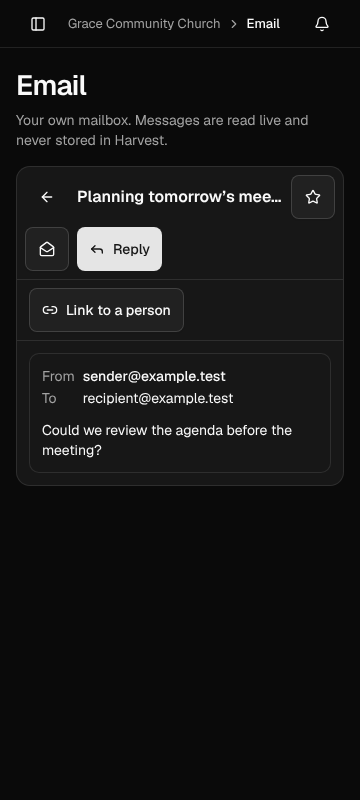 Grace Community Church > Email
Email
Your own mailbox. Messages are read live and
never stored in Harvest.
Planning tomorrow’s mee...
Reply
Link to a person
From sender@example.test
To recipient@example.test
Could we review the agenda before the
meeting?